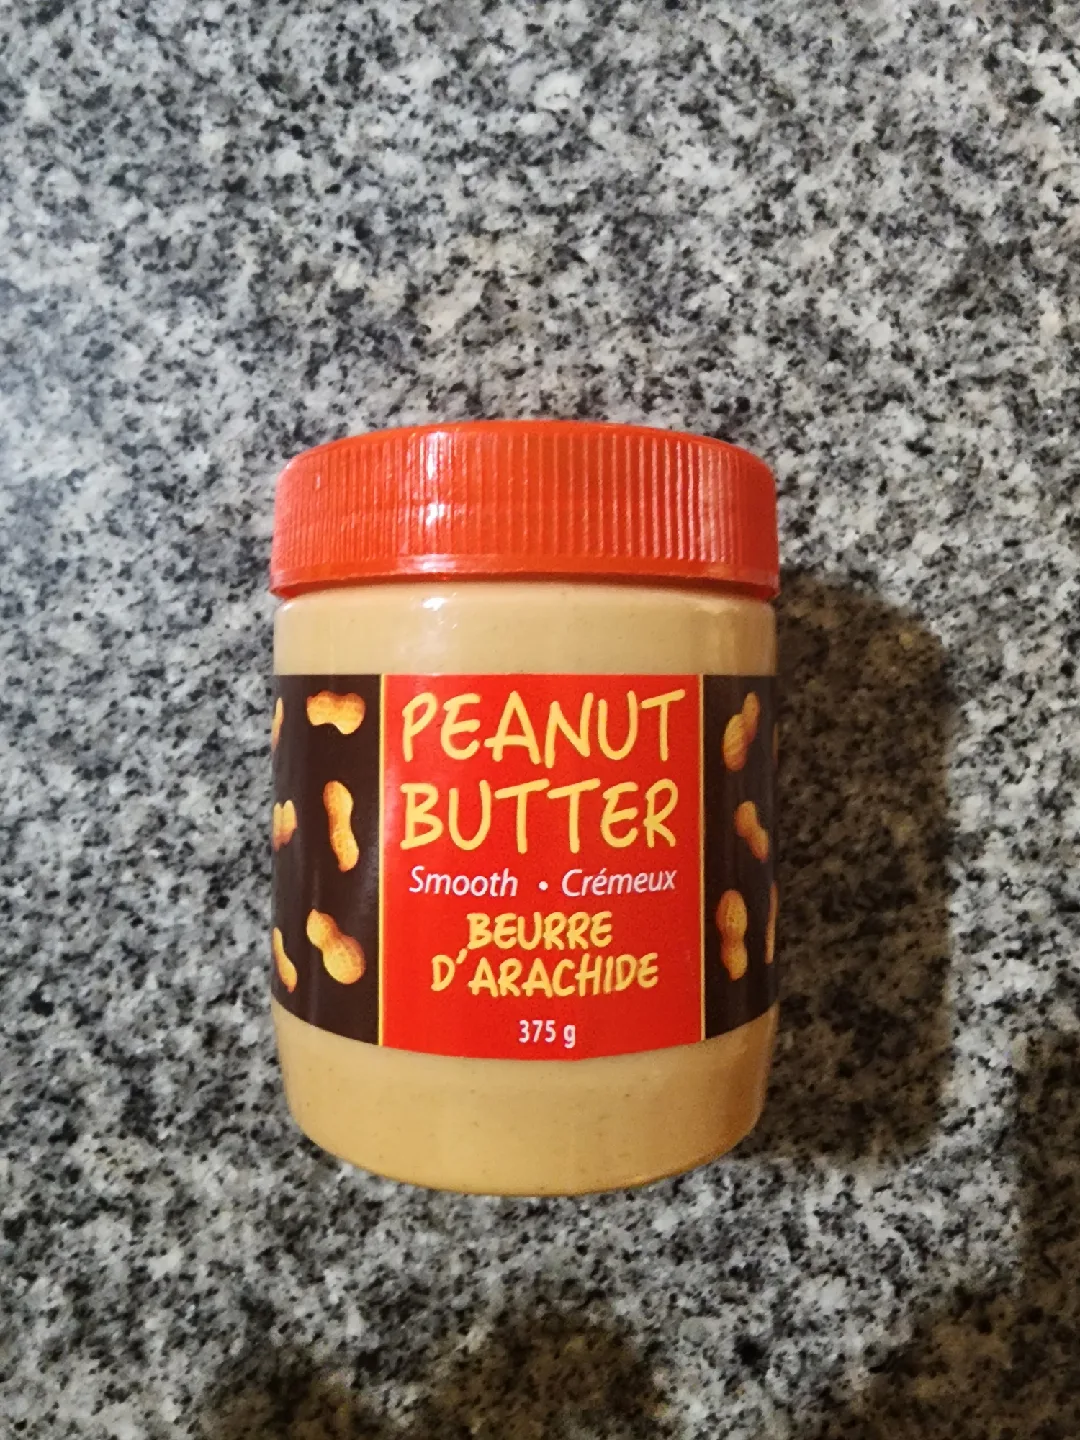 PEANUT
BUTTER
Smooth • Crémeux
BEURRE
D'ARACHIDE
375 g